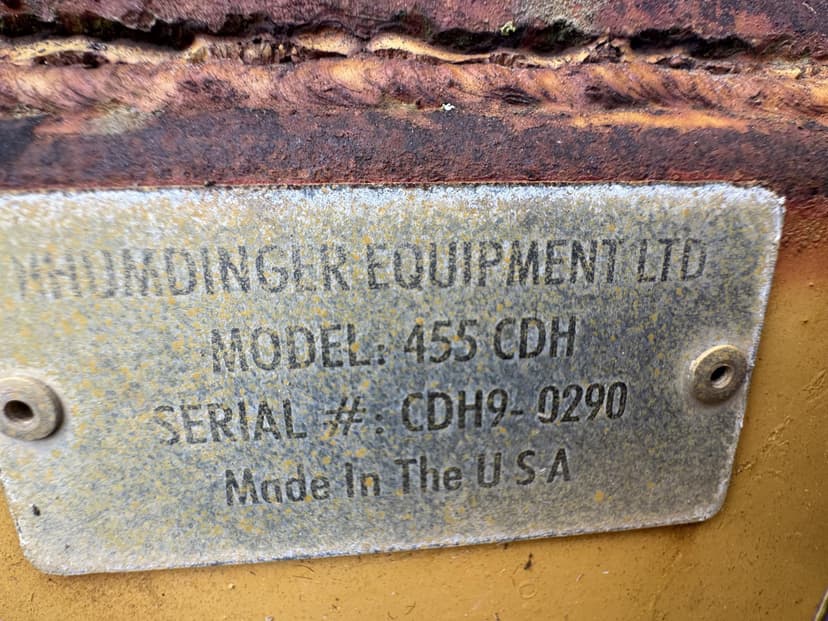 HUMDINGER EQUIPMENT LTD
MODEL: 455 CDH
SERIAL #: CDH9-0290
Made In The U S A